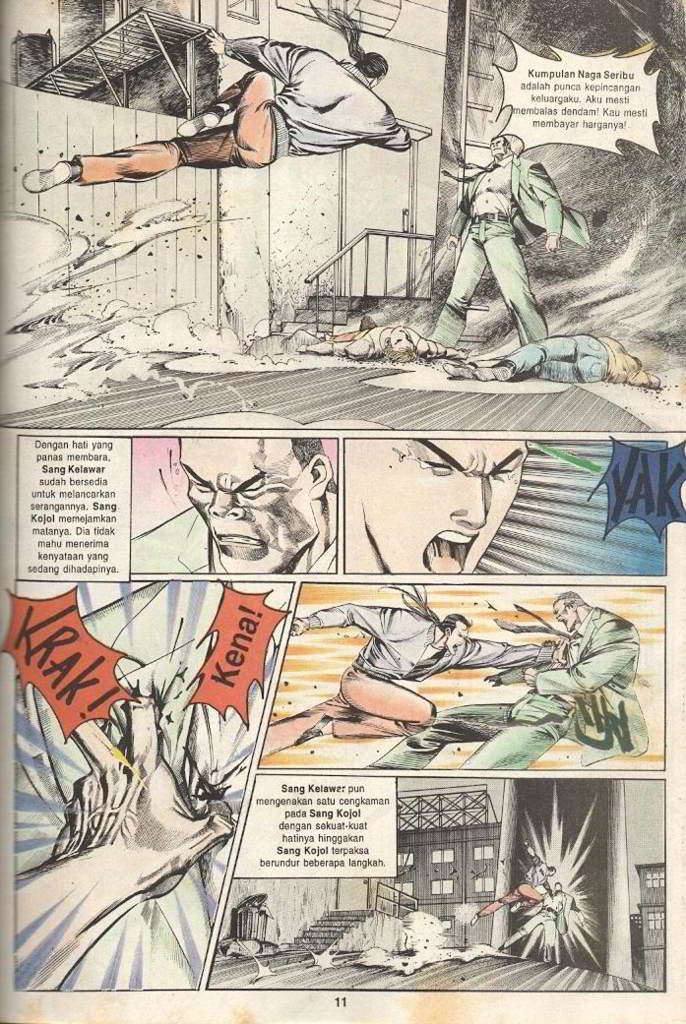 Kumpulan Naga Seribu
adalah punca kepincangan
keluargaku. Aku mesti
membalas dendam! Kau mesti
membayar harganya!
Dengan hati yang
panas membara,
Sang Kelawar
sudah bersedia
untuk melancarkan
serangannya. Sang
Kojol memejamkan
matanya. Dia tidak
mahu menerima
kenyataan yang
sedang dihadapinya.
YAK
KRAK!
Kena!
Sang Kelawar pun
mengenakan satu cengkaman
pada Sang Kojol
dengan sekuat-kuat
hatinya hinggakan
Sang Kojol terpaksa
berundur beberapa langkah.
11